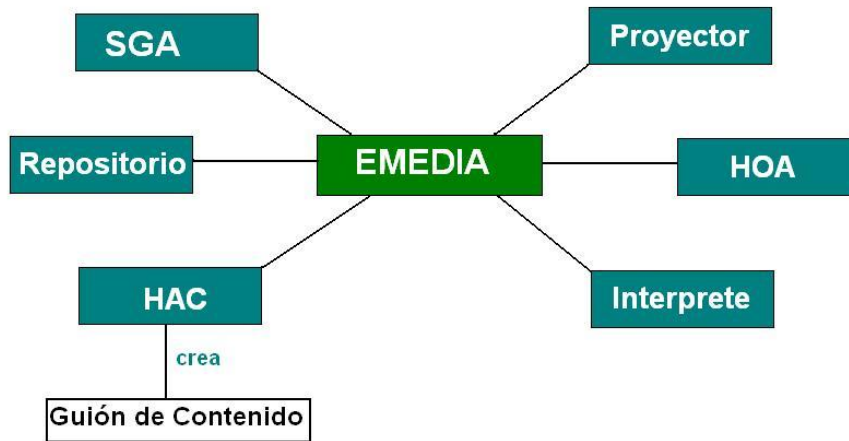 SGA
Proyector
Repositorio
EMEDIA
HOA
HAC
Interprete
crea
Guión de Contenido